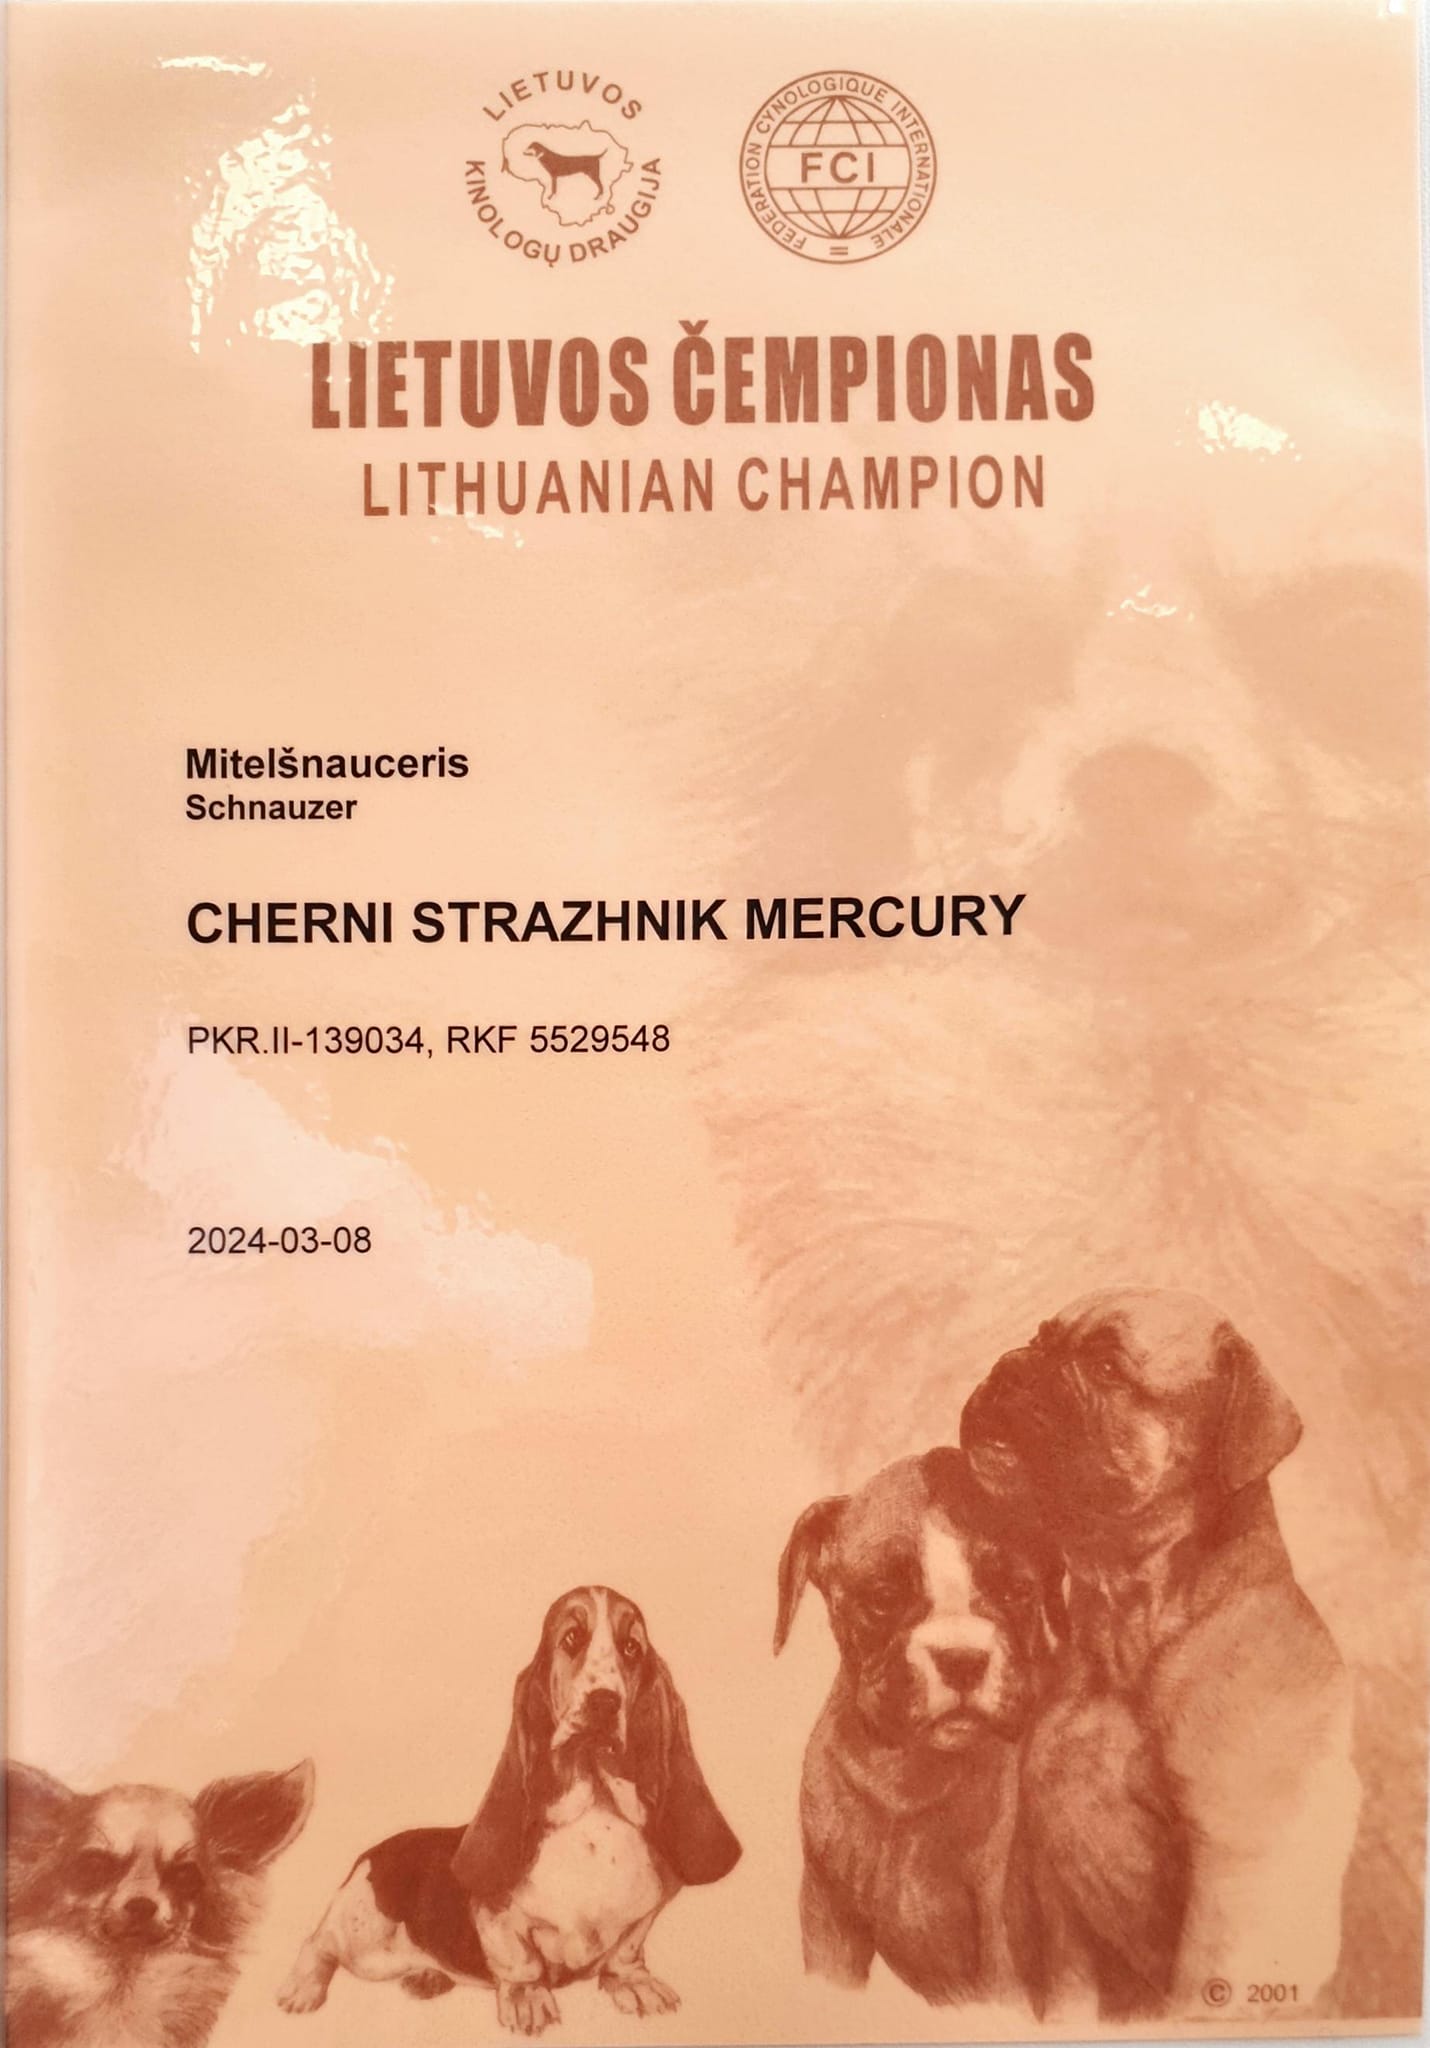 LIETUVOS
KINOLOGŲ DRAUGIJA
FEDERATION CYNOLOGIQUE INTERNATIONALE
FCI
LIETUVOS ČEMPIONAS
LITHUANIAN CHAMPION
Mitelšnauceris
Schnauzer
CHERNI STRAZHNIK MERCURY
PKR.II-139034, RKF 5529548
2024-03-08
© 2001